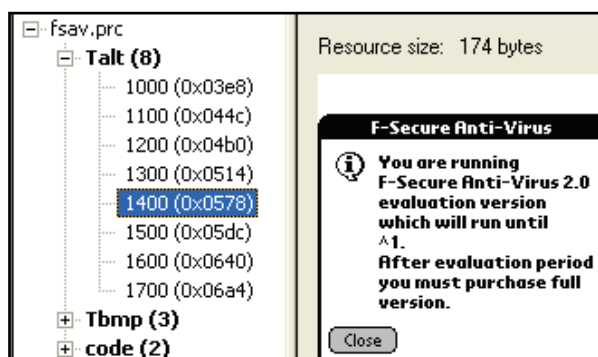 fsav.prc
Talt (8)
1000 (0x03e8)
1100 (0x044c)
1200 (0x04b0)
1300 (0x0514)
1400 (0x0578)
1500 (0x05dc)
1600 (0x0640)
1700 (0x06a4)
Tbmp (3)
code (2)
Resource size: 174 bytes
F-Secure Anti-Virus
You are running
F-Secure Anti-Virus 2.0
evaluation version
which will run until
^1.
After evaluation period
you must purchase full
version.
Close